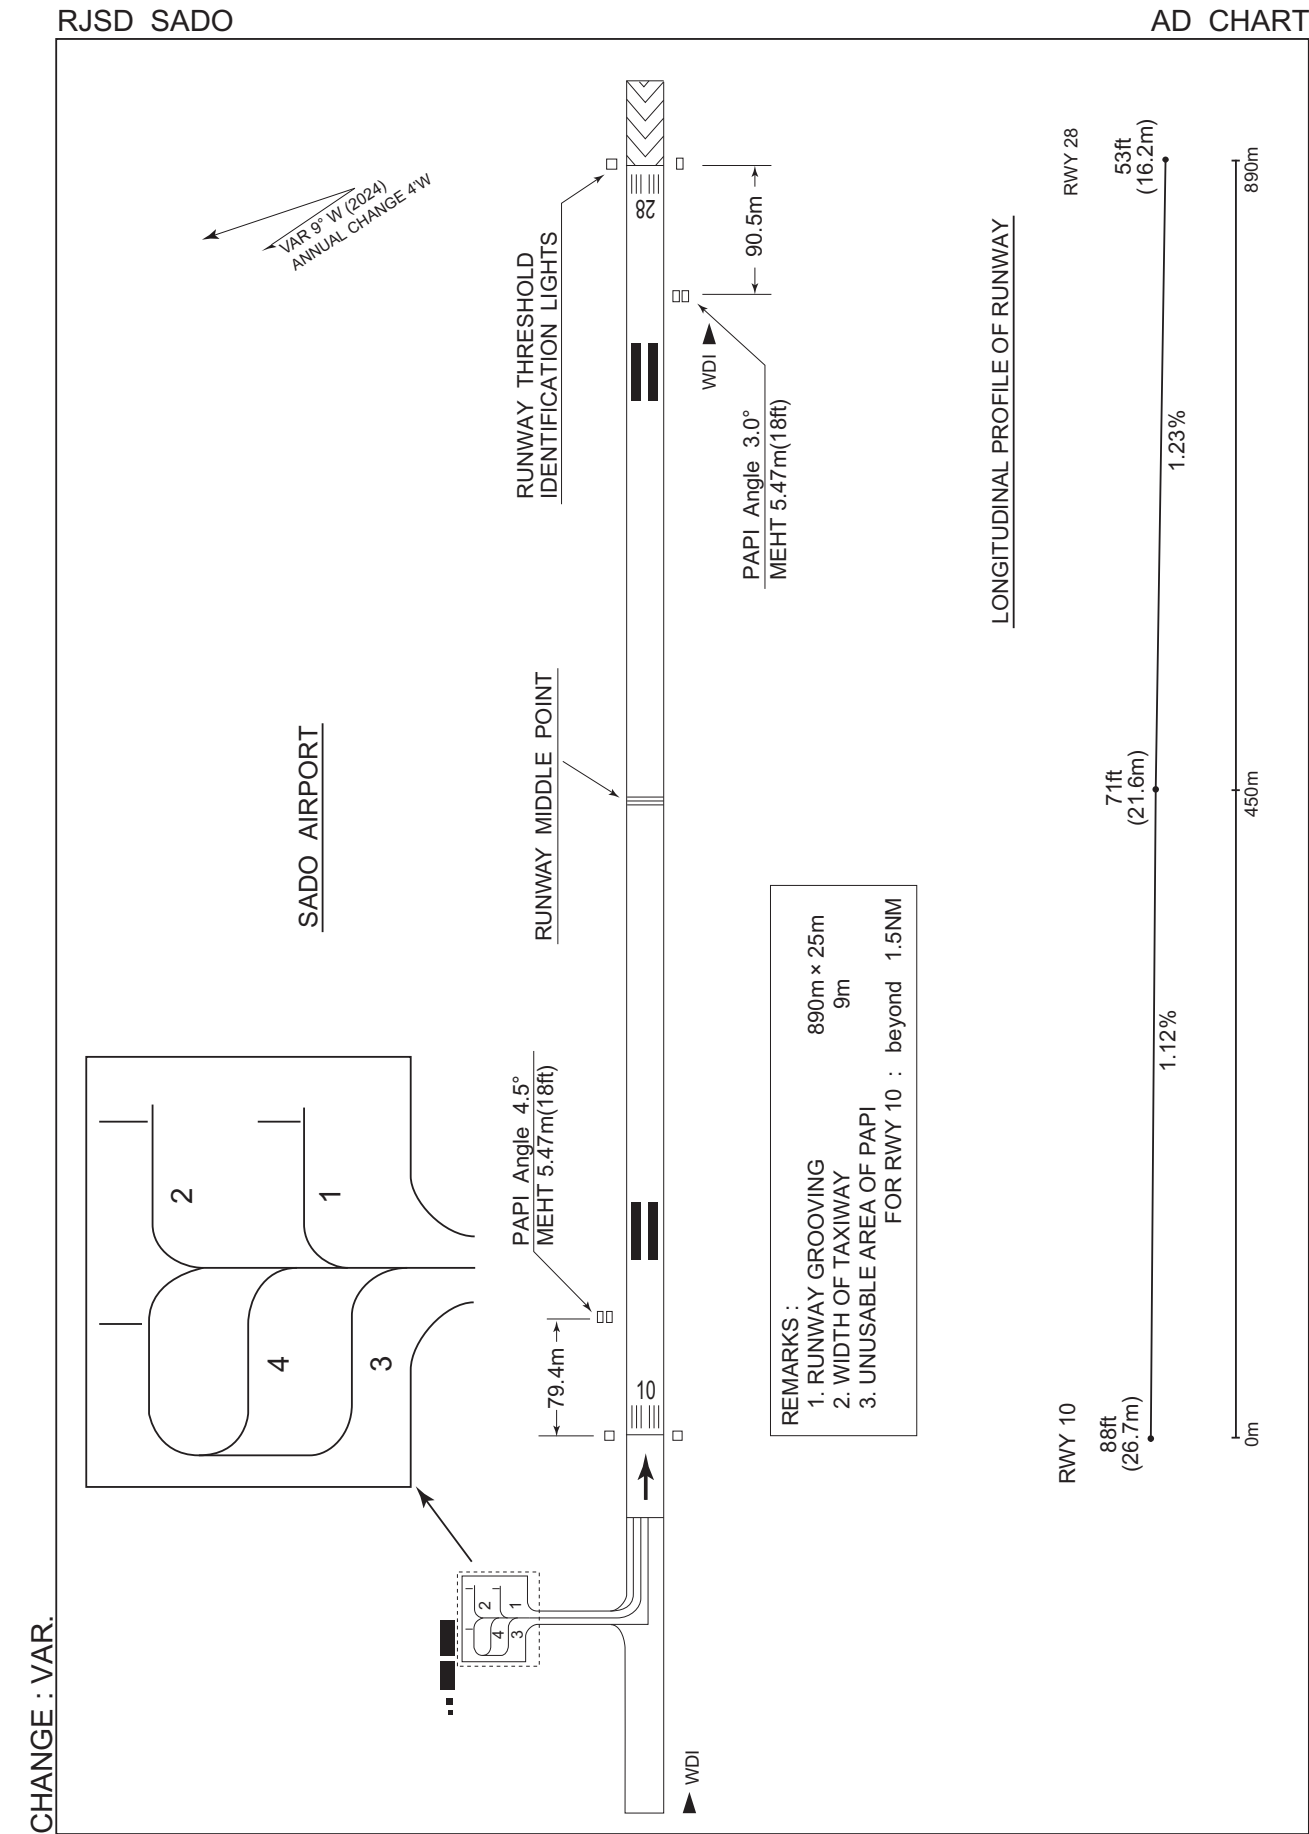 RJSD SADO
AD CHART
CHANGE : VAR.
SADO AIRPORT
VAR 9° W (2024)
ANNUAL CHANGE 4'W
RUNWAY THRESHOLD
IDENTIFICATION LIGHTS
RUNWAY MIDDLE POINT
PAPI Angle 4.5°
MEHT 5.47m(18ft)
79.4m
2
1
4
3
2
1
4
3
10
28
90.5m
WDI
PAPI Angle 3.0°
MEHT 5.47m(18ft)
WDI
REMARKS :
1. RUNWAY GROOVING 890m × 25m
2. WIDTH OF TAXIWAY 9m
3. UNUSABLE AREA OF PAPI
FOR RWY 10 : beyond 1.5NM
LONGITUDINAL PROFILE OF RUNWAY
RWY 10
88ft
(26.7m)
71ft
(21.6m)
RWY 28
53ft
(16.2m)
1.12%
1.23%
0m
450m
890m